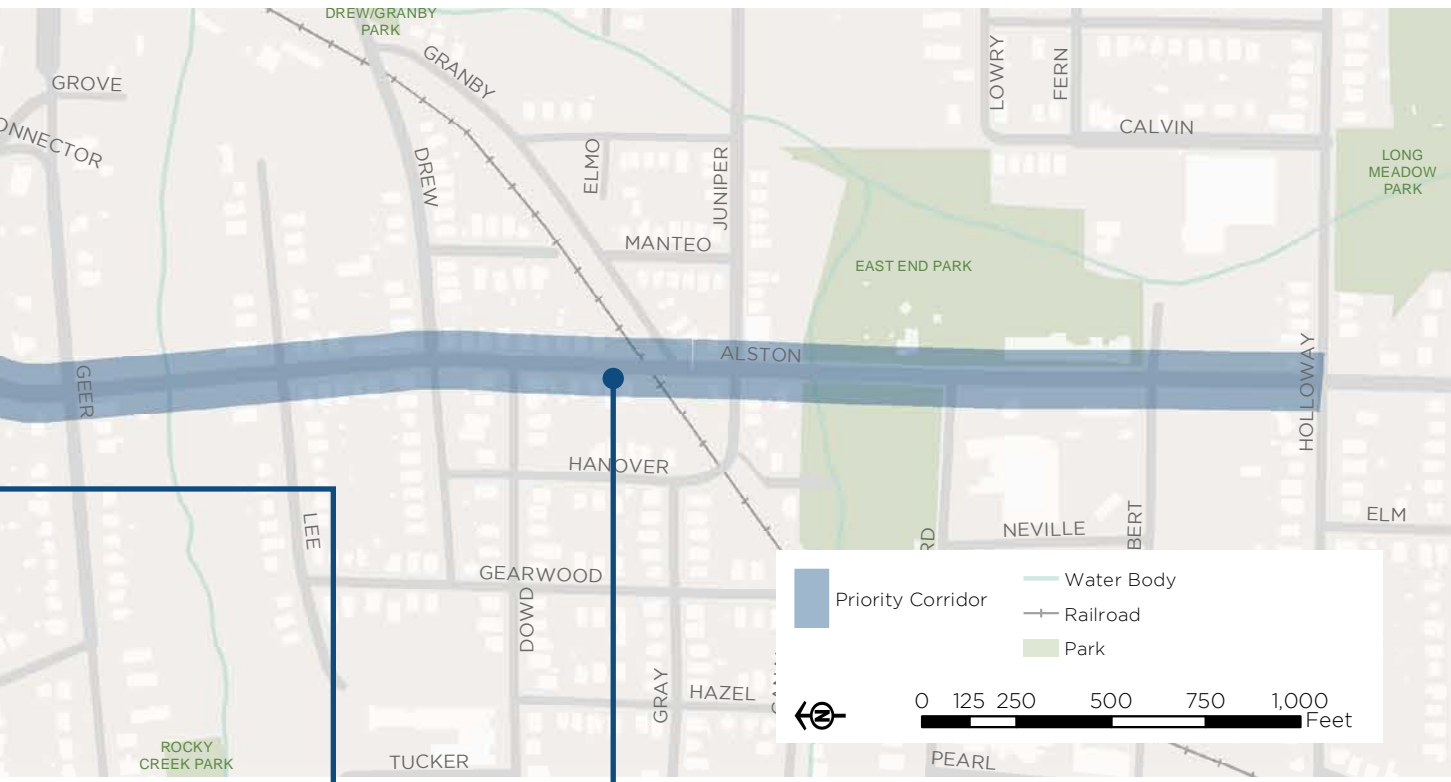 DREW/GRANBY
PARK
GROVE
GRANBY
LOWRY
FERN
CALVIN
DREW
ELMO
JUNIPER
LONG
MEADOW
PARK
MANTEO
EAST END PARK
GEER
ALSTON
HOLLOWAY
HANOVER
LEE
NEVILLE
ELM
GEARWOOD
DOWD
GRAY
HAZEL
ROCKY
CREEK PARK
TUCKER
PEARL
Priority Corridor
Water Body
Railroad
Park
N
0 125 250 500 750 1,000
Feet